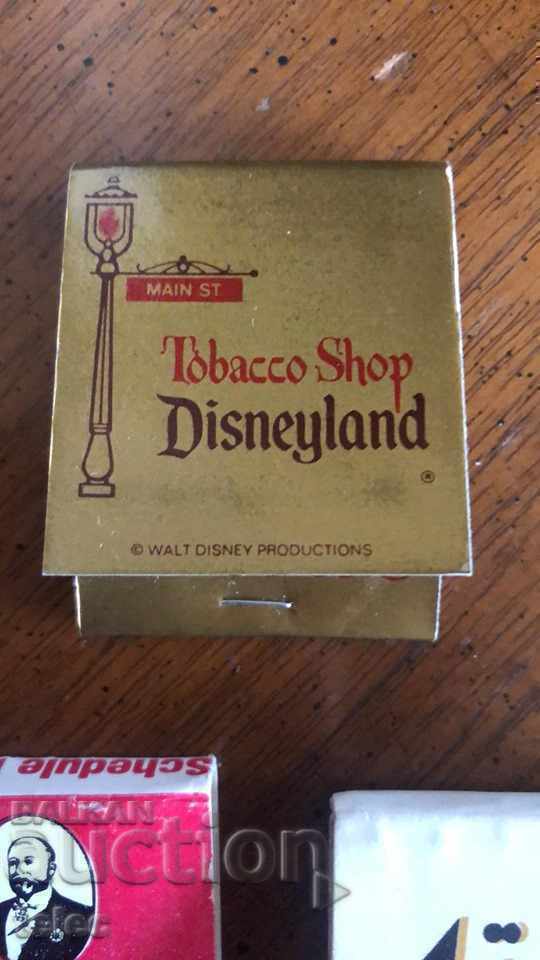 MAIN ST.
Tobacco Shop
Disneyland
®
© WALT DISNEY PRODUCTIONS
Schedule
BALKAN
auction